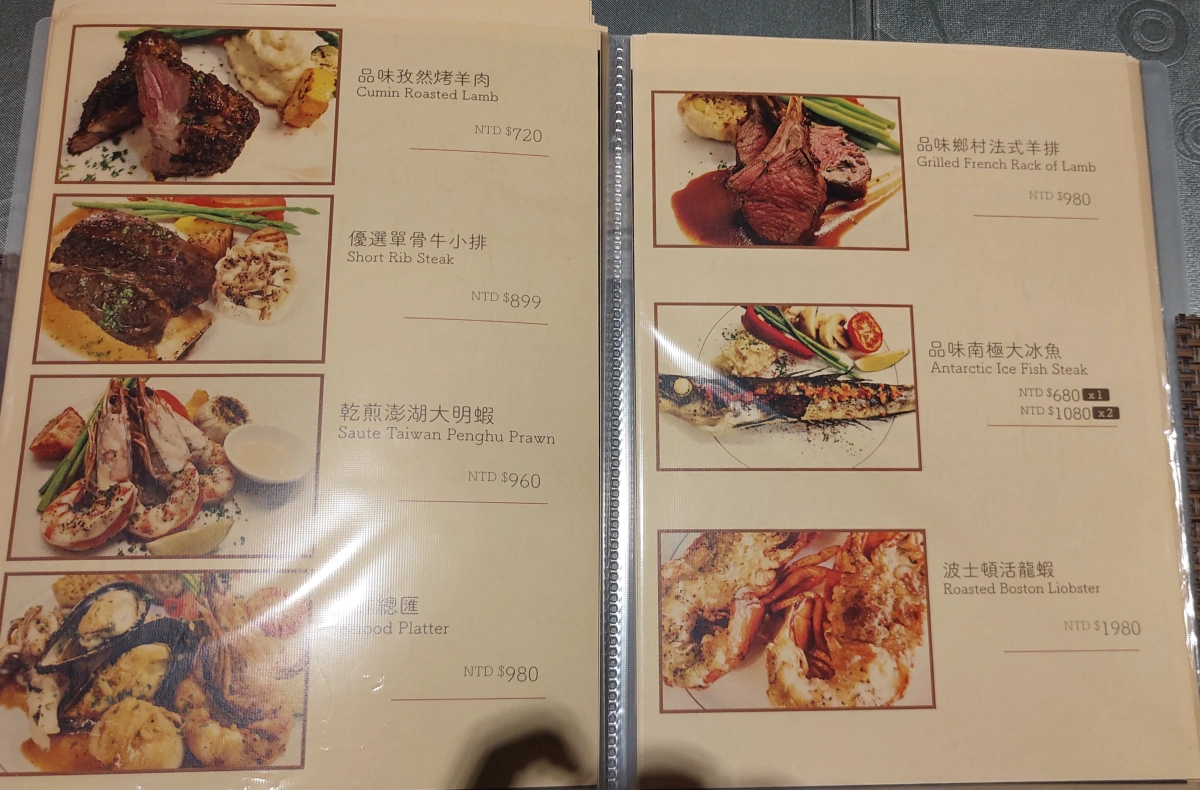 品味孜然烤羊肉
Cumin Roasted Lamb
NTD $720
優選單骨牛小排
Short Rib Steak
NTD $899
乾煎澎湖大明蝦
Saute Taiwan Penghu Prawn
NTD $960
總匯
Platter
NTD $980
品味鄉村法式羊排
Grilled French Rack of Lamb
NTD $980
品味南極大冰魚
Antarctic Ice Fish Steak
NTD $680 x1
NTD $1080 x2
波士頓活龍蝦
Roasted Boston Liobster
NTD $1980